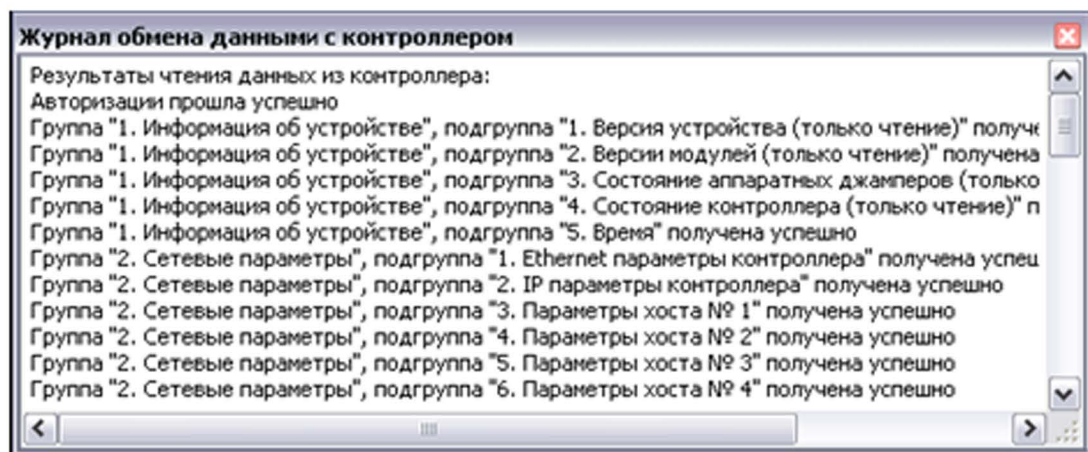 Журнал обмена данными с контроллером
Результаты чтения данных из контроллера:
Авторизации прошла успешно
Группа "1. Информация об устройстве", подгруппа "1. Версия устройства (только чтение)" получе
Группа "1. Информация об устройстве", подгруппа "2. Версии модулей (только чтение)" получена
Группа "1. Информация об устройстве", подгруппа "3. Состояние аппаратных джамперов (только
Группа "1. Информация об устройстве", подгруппа "4. Состояние контроллера (только чтение)" п
Группа "1. Информация об устройстве", подгруппа "5. Время" получена успешно
Группа "2. Сетевые параметры", подгруппа "1. Ethernet параметры контроллера" получена успеш
Группа "2. Сетевые параметры", подгруппа "2. IP параметры контроллера" получена успешно
Группа "2. Сетевые параметры", подгруппа "3. Параметры хоста № 1" получена успешно
Группа "2. Сетевые параметры", подгруппа "4. Параметры хоста № 2" получена успешно
Группа "2. Сетевые параметры", подгруппа "5. Параметры хоста № 3" получена успешно
Группа "2. Сетевые параметры", подгруппа "6. Параметры хоста № 4" получена успешно